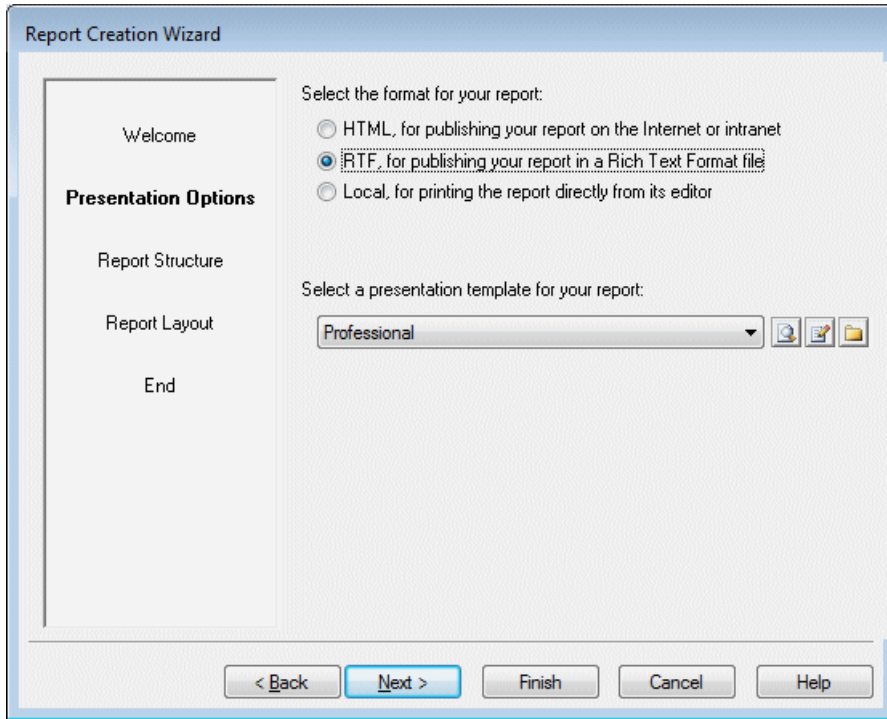 Report Creation Wizard
Welcome
Presentation Options
Report Structure
Report Layout
End
Select the format for your report:
HTML, for publishing your report on the Internet or intranet
RTF, for publishing your report in a Rich Text Format file
Local, for printing the report directly from its editor
Select a presentation template for your report:
Professional
< Back
Next >
Finish
Cancel
Help